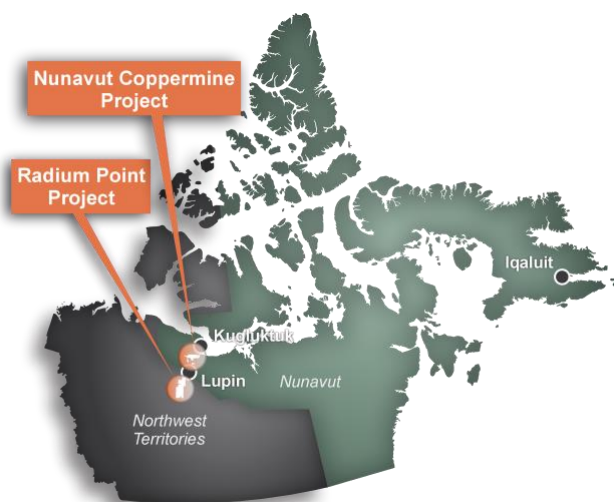 Nunavut Coppermine
Project
Radium Point
Project
Iqaluit
Kugluktuk
Lupin
Nunavut
Northwest
Territories